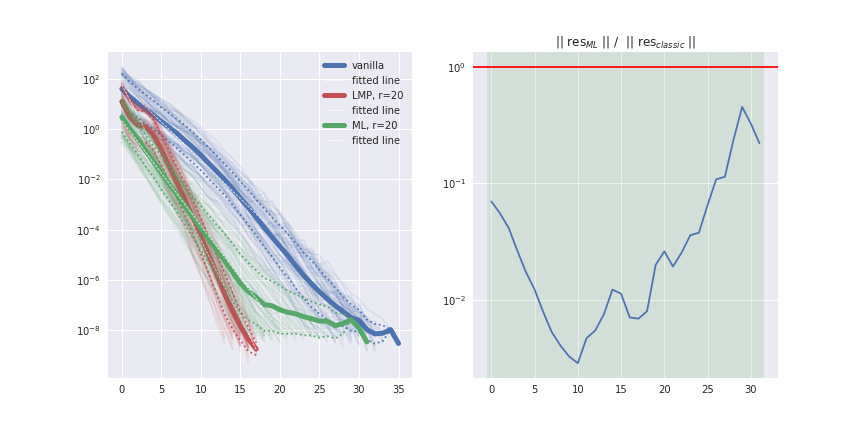 10²
10⁰
10⁻²
10⁻⁴
10⁻⁶
10⁻⁸
0 5 10 15 20 25 30 35
vanilla
fitted line
LMP, r=20
fitted line
ML, r=20
fitted line
|| res_ML || / || res_classic ||
10⁰
10⁻¹
10⁻²
0 5 10 15 20 25 30